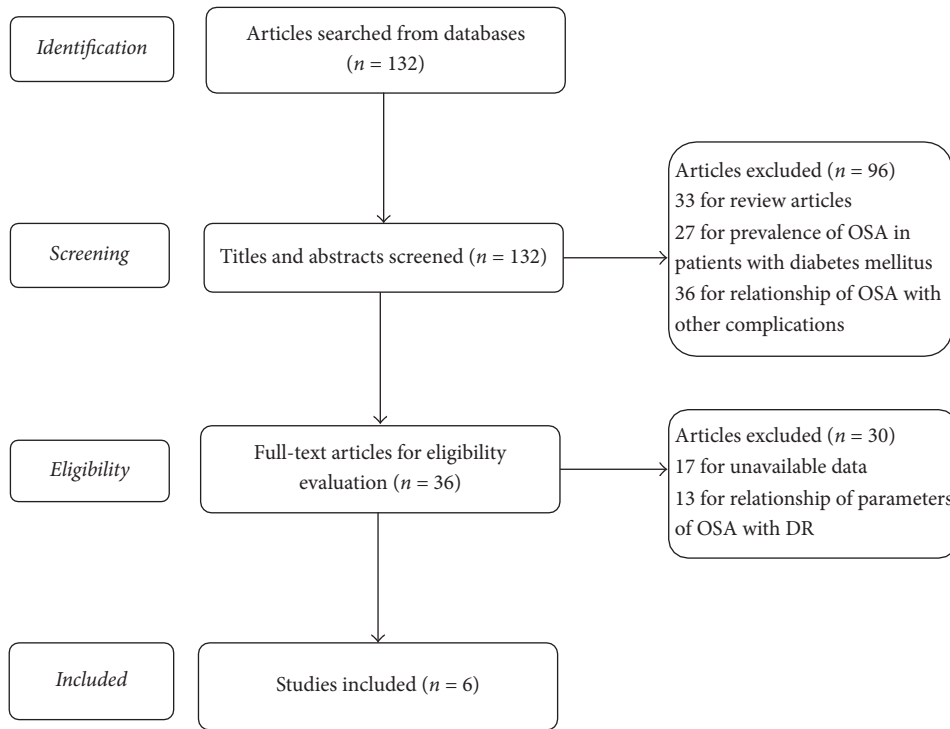 Identification
Articles searched from databases
(n = 132)
Screening
Titles and abstracts screened (n = 132)
Articles excluded (n = 96)
33 for review articles
27 for prevalence of OSA in
patients with diabetes mellitus
36 for relationship of OSA with
other complications
Eligibility
Full-text articles for eligibility
evaluation (n = 36)
Articles excluded (n = 30)
17 for unavailable data
13 for relationship of parameters
of OSA with DR
Included
Studies included (n = 6)